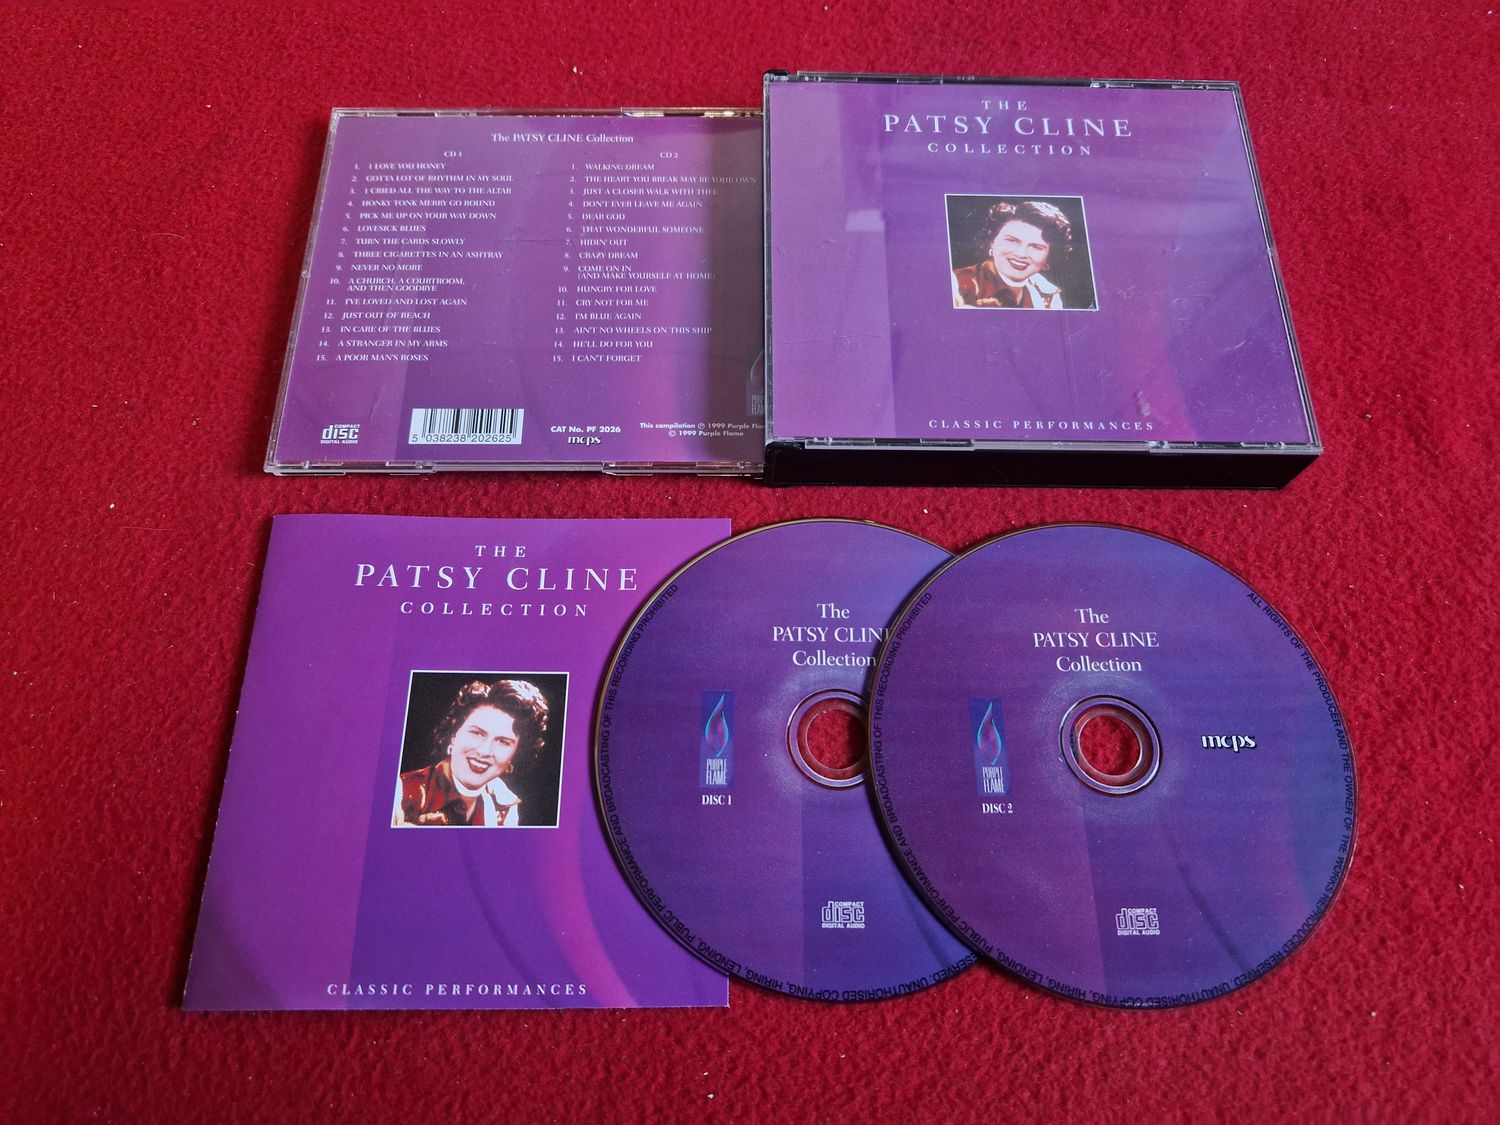 The PATSY CLINE Collection
CD 1
1. I LOVE YOU HONEY
2. GOTTA LOT OF RHYTHM IN MY SOUL
3. I CRIED ALL THE WAY TO THE ALTAR
4. HONKY TONK MERRY GO ROUND
5. PICK ME UP ON YOUR WAY DOWN
6. LOVESICK BLUES
7. TURN THE CARDS SLOWLY
8. THREE CIGARETTES IN AN ASHTRAY
9. NEVER NO MORE
10. A CHURCH, A COURTROOM,
AND THEN GOODBYE
11. I'VE LOVED AND LOST AGAIN
12. JUST OUT OF REACH
13. IN CARE OF THE BLUES
14. A STRANGER IN MY ARMS
15. A POOR MAN'S ROSES
CD 2
1. WALKING DREAM
2. THE HEART YOU BREAK MAY BE YOUR OWN
3. JUST A CLOSER WALK WITH THEE
4. DON'T EVER LEAVE ME AGAIN
5. DEAR GOD
6. THAT WONDERFUL SOMEONE
7. HIDIN' OUT
8. CRAZY DREAM
9. COME ON IN
(AND MAKE YOURSELF AT HOME)
10. HUNGRY FOR LOVE
11. CRY NOT FOR ME
12. I'M BLUE AGAIN
13. AIN'T NO WHEELS ON THIS SHIP
14. HE'LL DO FOR YOU
15. I CAN'T FORGET
COMPACT
disc
DIGITAL AUDIO
5 038238 202625
CAT No. PF 2026
mcps
This compilation ℗ 1999 Purple
© 1999 Purple Flame
THE
PATSY CLINE
COLLECTION
CLASSIC PERFORMANCES
THE
PATSY CLINE
COLLECTION
CLASSIC PERFORMANCES
The
PATSY CLINE
Collection
PURPLE
FLAME
DISC 1
COMPACT
disc
DIGITAL AUDIO
UNAUTHORISED COPYING, HIRING, LENDING, PUBLIC PERFORMANCE AND BROADCASTING OF THIS RECORDING PROHIBITED
The
PATSY CLINE
Collection
PURPLE
FLAME
DISC 2
mcps
COMPACT
disc
DIGITAL AUDIO
ALL RIGHTS OF THE PRODUCER AND THE OWNER OF THE WORKS REPRODUCED RESERVED. UNAUTHORISED COPYING, HIRING, LENDING, PUBLIC PERFORMANCE AND BROADCASTING OF THIS RECORDING PROHIBITED